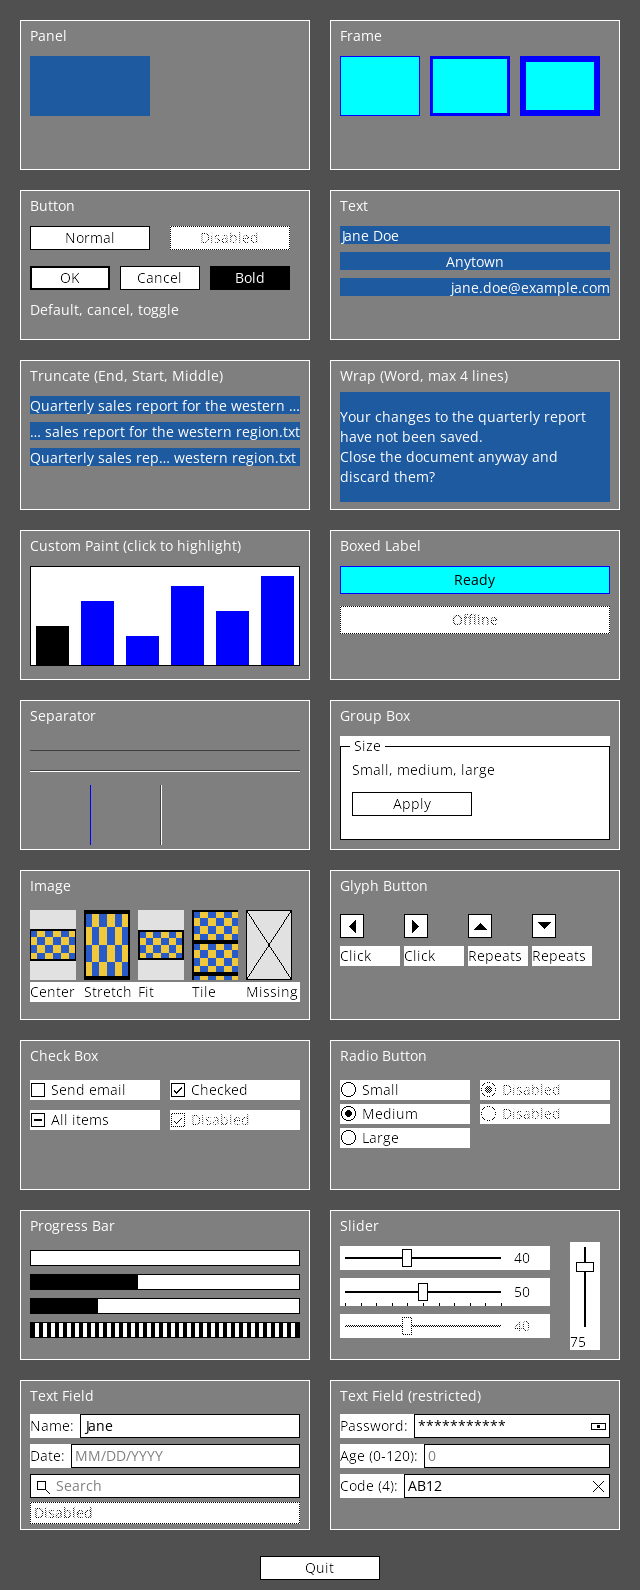 Panel
Frame
Button
Normal
Disabled
OK
Cancel
Bold
Default, cancel, toggle
Text
Jane Doe
Anytown
jane.doe@example.com
Truncate (End, Start, Middle)
Quarterly sales report for the western ...
... sales report for the western region.txt
Quarterly sales rep... western region.txt
Wrap (Word, max 4 lines)
Your changes to the quarterly report
have not been saved.
Close the document anyway and
discard them?
Custom Paint (click to highlight)
Boxed Label
Ready
Offline
Separator
Group Box
Size
Small, medium, large
Apply
Image
Center
Stretch
Fit
Tile
Missing
Glyph Button
Click
Click
Repeats
Repeats
Check Box
Send email
Checked
All items
Disabled
Radio Button
Small
Disabled
Medium
Disabled
Large
Progress Bar
Slider
40
50
40
75
Text Field
Name: Jane
Date: MM/DD/YYYY
Search
Disabled
Text Field (restricted)
Password: ***********
Age (0-120): 0
Code (4): AB12
Quit